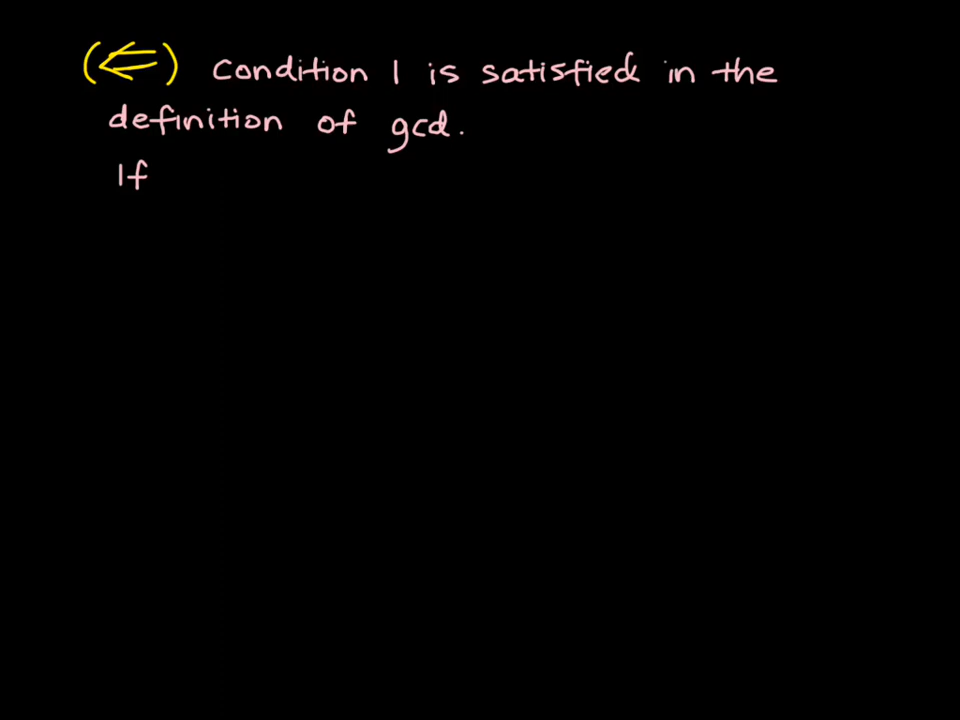 (⇐) Condition 1 is satisfied in the
definition of gcd.
If